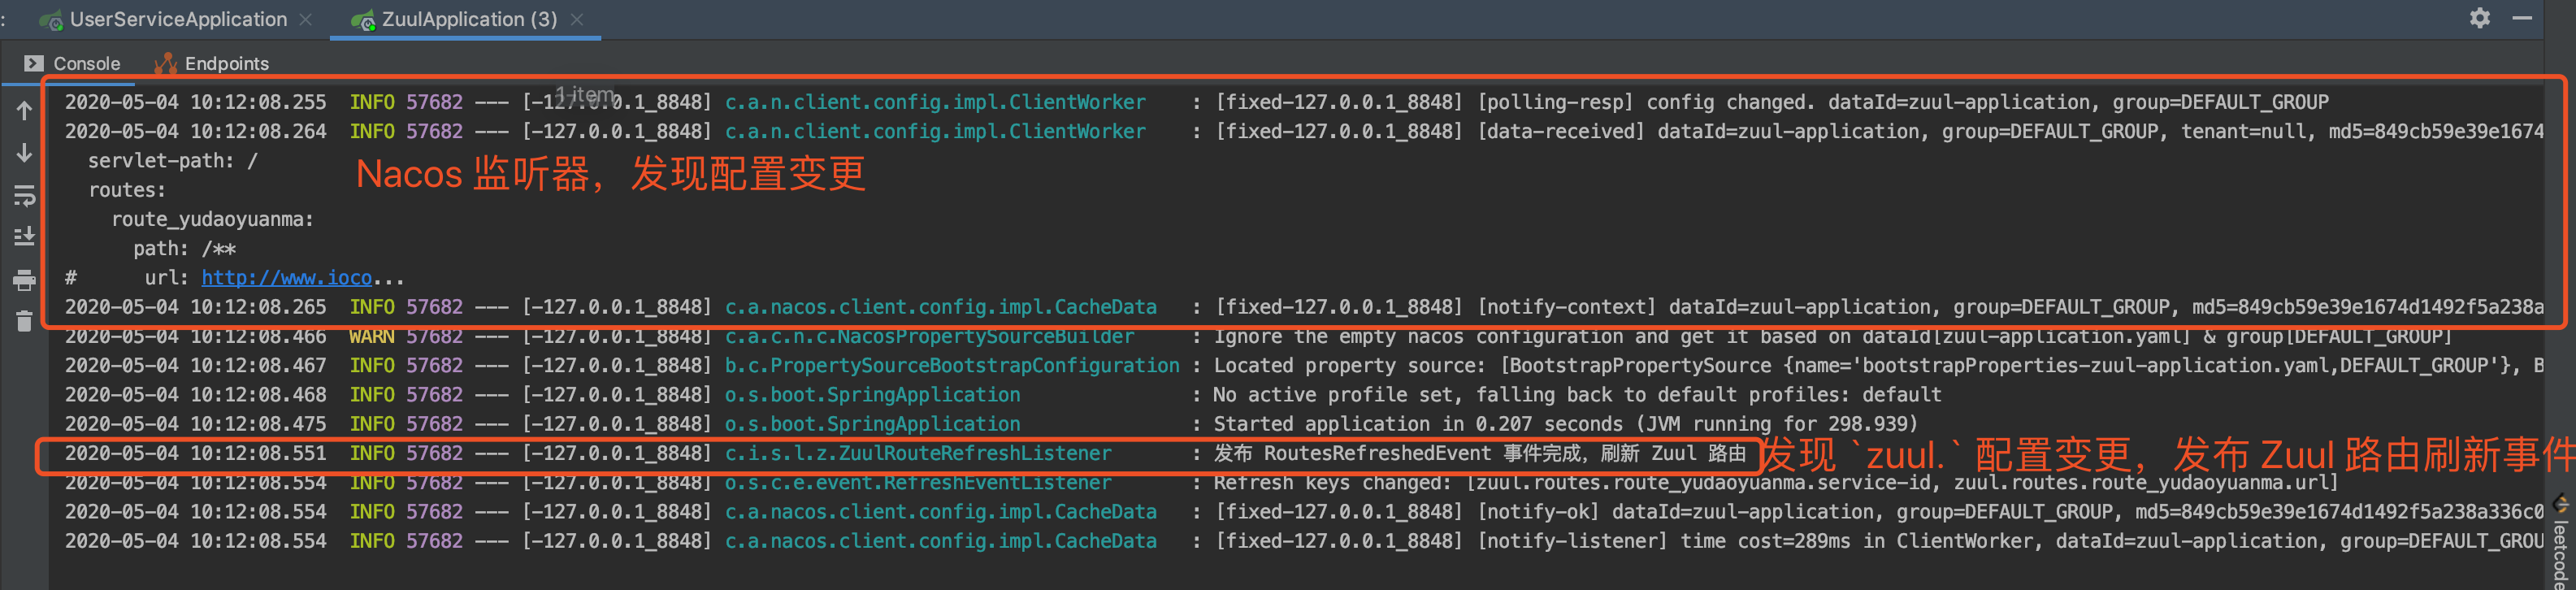 UserServiceApplication ZuulApplication (3)
Console Endpoints
1 item
2020-05-04 10:12:08.255 INFO 57682 --- [-127.0.0.1_8848] c.a.n.client.config.impl.ClientWorker : [fixed-127.0.0.1_8848] [polling-resp] config changed. dataId=zuul-application, group=DEFAULT_GROUP
2020-05-04 10:12:08.264 INFO 57682 --- [-127.0.0.1_8848] c.a.n.client.config.impl.ClientWorker : [fixed-127.0.0.1_8848] [data-received] dataId=zuul-application, group=DEFAULT_GROUP, tenant=null, md5=849cb59e39e1674
servlet-path: /
Nacos 监听器，发现配置变更
routes:
route_yudaoyuanma:
path: /**
# url: http://www.ioco...
2020-05-04 10:12:08.265 INFO 57682 --- [-127.0.0.1_8848] c.a.nacos.client.config.impl.CacheData : [fixed-127.0.0.1_8848] [notify-context] dataId=zuul-application, group=DEFAULT_GROUP, md5=849cb59e39e1674d1492f5a238a
2020-05-04 10:12:08.466 WARN 57682 --- [-127.0.0.1_8848] c.a.c.n.c.NacosPropertySourceBuilder : Ignore the empty nacos configuration and get it based on dataId[zuul-application.yaml] & group[DEFAULT_GROUP]
2020-05-04 10:12:08.467 INFO 57682 --- [-127.0.0.1_8848] b.c.PropertySourceBootstrapConfiguration : Located property source: [BootstrapPropertySource {name='bootstrapProperties-zuul-application.yaml,DEFAULT_GROUP'}, B
2020-05-04 10:12:08.468 INFO 57682 --- [-127.0.0.1_8848] o.s.boot.SpringApplication : No active profile set, falling back to default profiles: default
2020-05-04 10:12:08.475 INFO 57682 --- [-127.0.0.1_8848] o.s.boot.SpringApplication : Started application in 0.207 seconds (JVM running for 298.939)
2020-05-04 10:12:08.551 INFO 57682 --- [-127.0.0.1_8848] c.i.s.l.z.ZuulRouteRefreshListener : 发布 RoutesRefreshedEvent 事件完成，刷新 Zuul 路由
发现 `zuul.` 配置变更，发布 Zuul 路由刷新事件
2020-05-04 10:12:08.554 INFO 57682 --- [-127.0.0.1_8848] o.s.c.e.event.RefreshEventListener : Refresh keys changed: [zuul.routes.route_yudaoyuanma.service-id, zuul.routes.route_yudaoyuanma.url]
2020-05-04 10:12:08.554 INFO 57682 --- [-127.0.0.1_8848] c.a.nacos.client.config.impl.CacheData : [fixed-127.0.0.1_8848] [notify-ok] dataId=zuul-application, group=DEFAULT_GROUP, md5=849cb59e39e1674d1492f5a238a336c0
2020-05-04 10:12:08.554 INFO 57682 --- [-127.0.0.1_8848] c.a.nacos.client.config.impl.CacheData : [fixed-127.0.0.1_8848] [notify-listener] time cost=289ms in ClientWorker, dataId=zuul-application, group=DEFAULT_GROU
leetcode